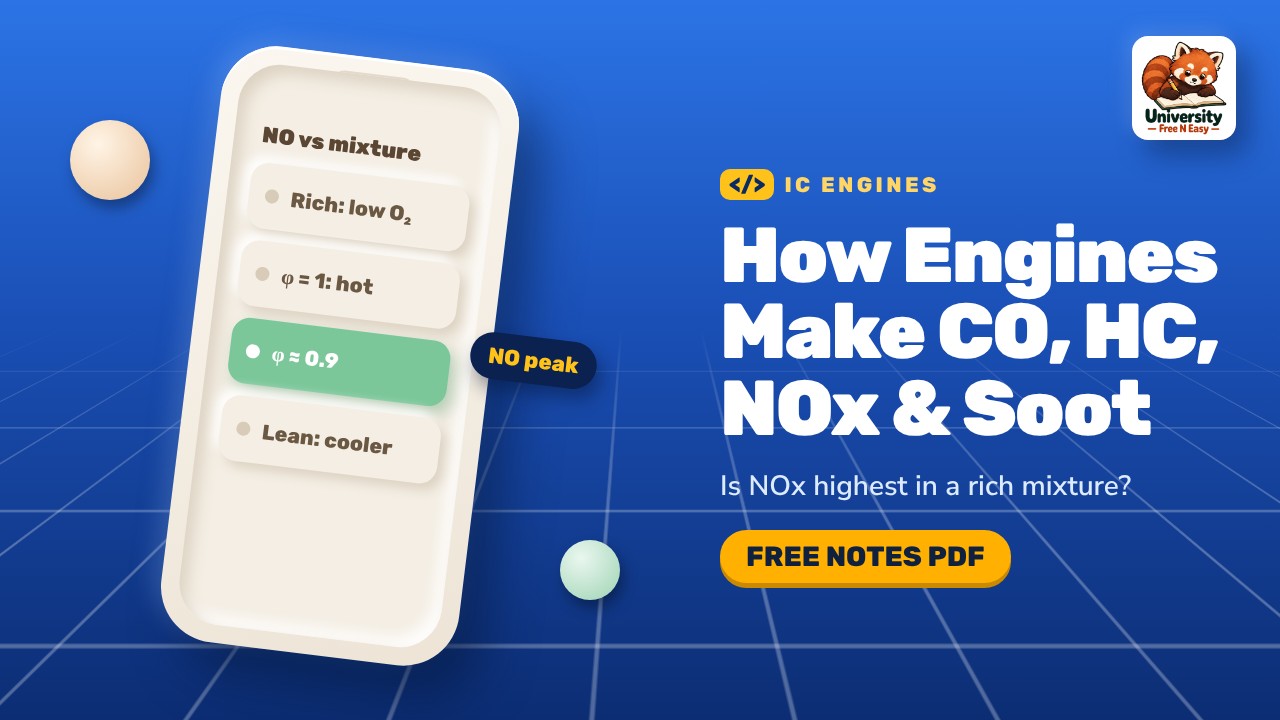 NO vs mixture
Rich: low O₂
φ = 1: hot
φ ≈ 0.9
NO peak
Lean: cooler
University
Free N Easy
</> IC ENGINES
How Engines
Make CO, HC,
NOx & Soot
Is NOx highest in a rich mixture?
FREE NOTES PDF